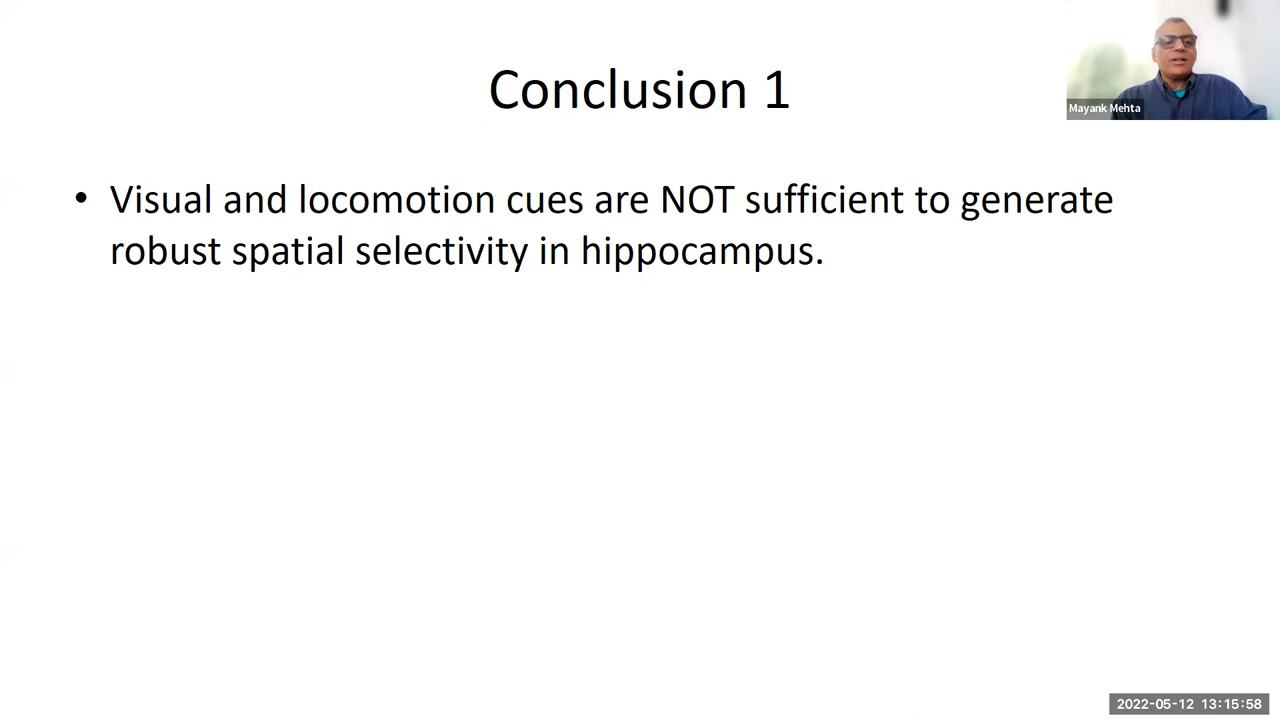 Conclusion 1
Mayank Mehta
• Visual and locomotion cues are NOT sufficient to generate
robust spatial selectivity in hippocampus.
2022-05-12 13:15:58